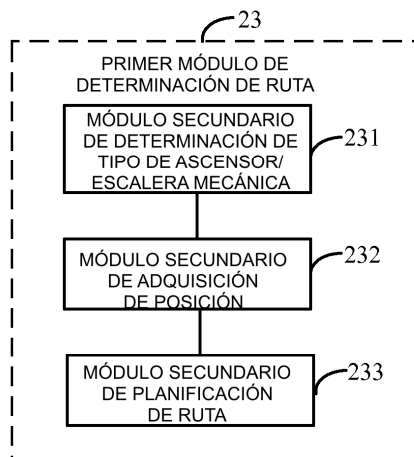 23
PRIMER MÓDULO DE
DETERMINACIÓN DE RUTA
MÓDULO SECUNDARIO
DE DETERMINACIÓN DE
TIPO DE ASCENSOR/
ESCALERA MECÁNICA
231
MÓDULO SECUNDARIO
DE ADQUISICIÓN
DE POSICIÓN
232
MÓDULO SECUNDARIO
DE PLANIFICACIÓN
DE RUTA
233